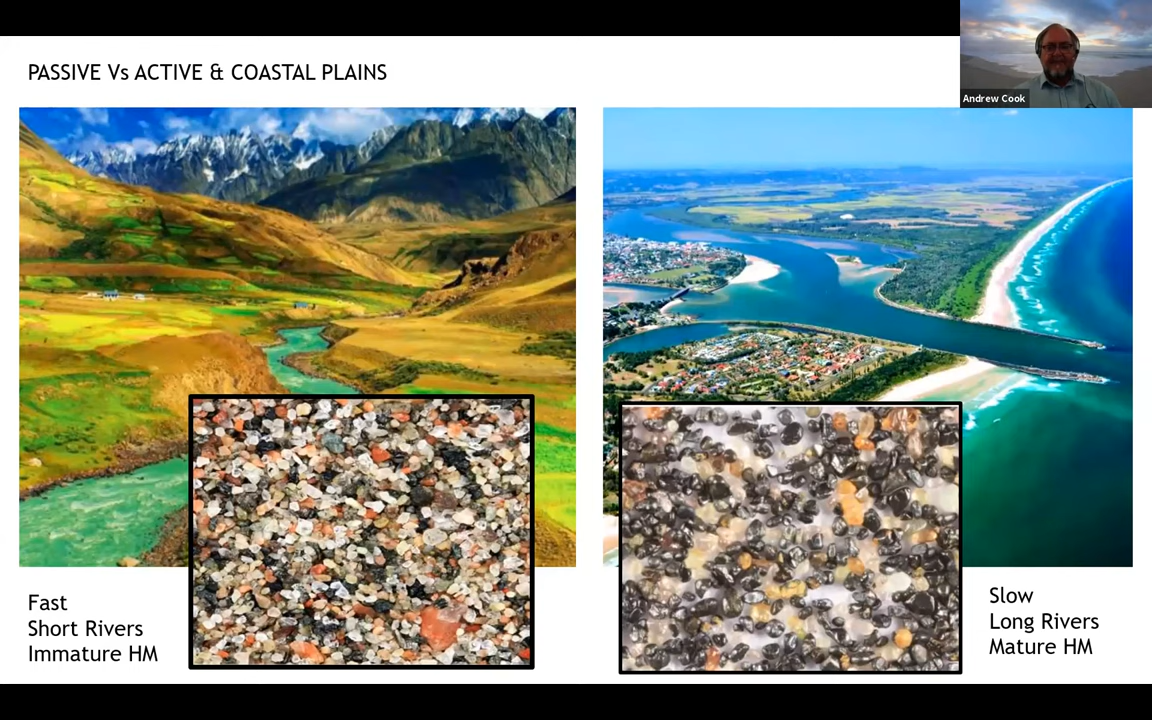 PASSIVE Vs ACTIVE & COASTAL PLAINS
Andrew Cook
Fast
Short Rivers
Immature HM
Slow
Long Rivers
Mature HM